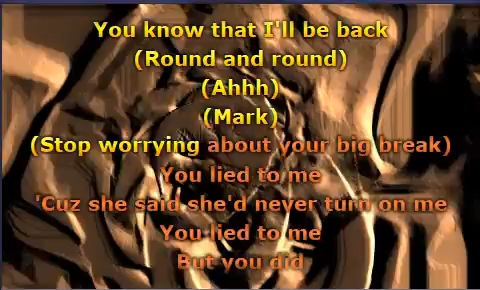 You know that I'll be back
(Round and round)
(Ahhh)
(Mark)
(Stop worrying about your big break)
You lied to me
'Cuz she said she'd never turn on me
You lied to me
But you did